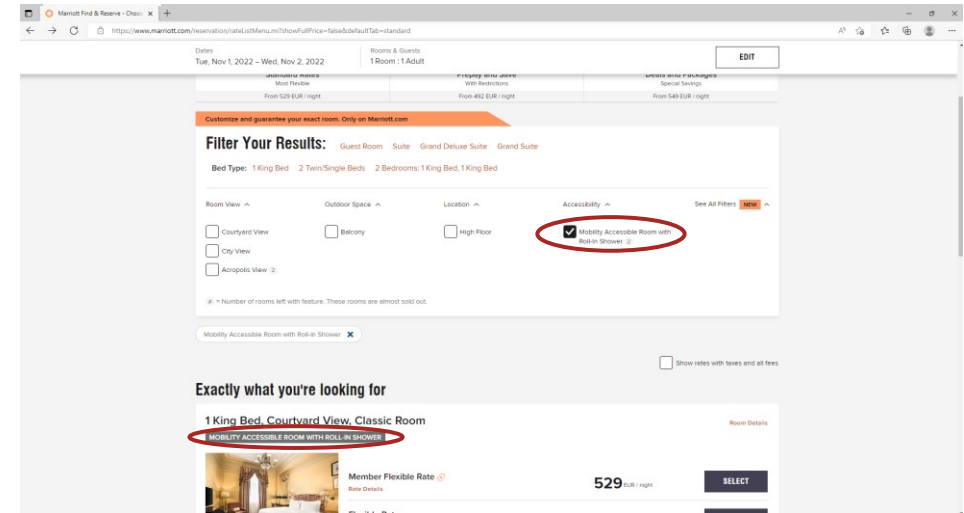 Marriott Find & Reserve - Choos
https://www.marriott.com/reservation/rateListMenu.mi?showFullPrice=false&defaultTab=standard
Dates
Rooms & Guests
Tue, Nov 1, 2022 – Wed, Nov 2, 2022
1 Room : 1 Adult
EDIT
Standard Rates
Prepay and Save
Deals and Packages
Most Flexible
With Restrictions
Special Savings
From 529 EUR / night
From 492 EUR / night
From 549 EUR / night
Customize and guarantee your exact room. Only on Marriott.com
Filter Your Results: Guest Room Suite Grand Deluxe Suite Grand Suite
Bed Type: 1 King Bed 2 Twin/Single Beds 2 Bedrooms: 1 King Bed, 1 King Bed
Room View
Outdoor Space
Location
Accessibility
See All Filters NEW
Courtyard View
Balcony
High Floor
Mobility Accessible Room with
Roll-In Shower 2
City View
Acropolis View 2
# = Number of rooms left with feature. These rooms are almost sold out.
Mobility Accessible Room with Roll-In Shower
Show rates with taxes and all fees
Exactly what you're looking for
1 King Bed, Courtyard View, Classic Room
Room Details
MOBILITY ACCESSIBLE ROOM WITH ROLL-IN SHOWER
Member Flexible Rate
Rate Details
529 EUR / night
SELECT